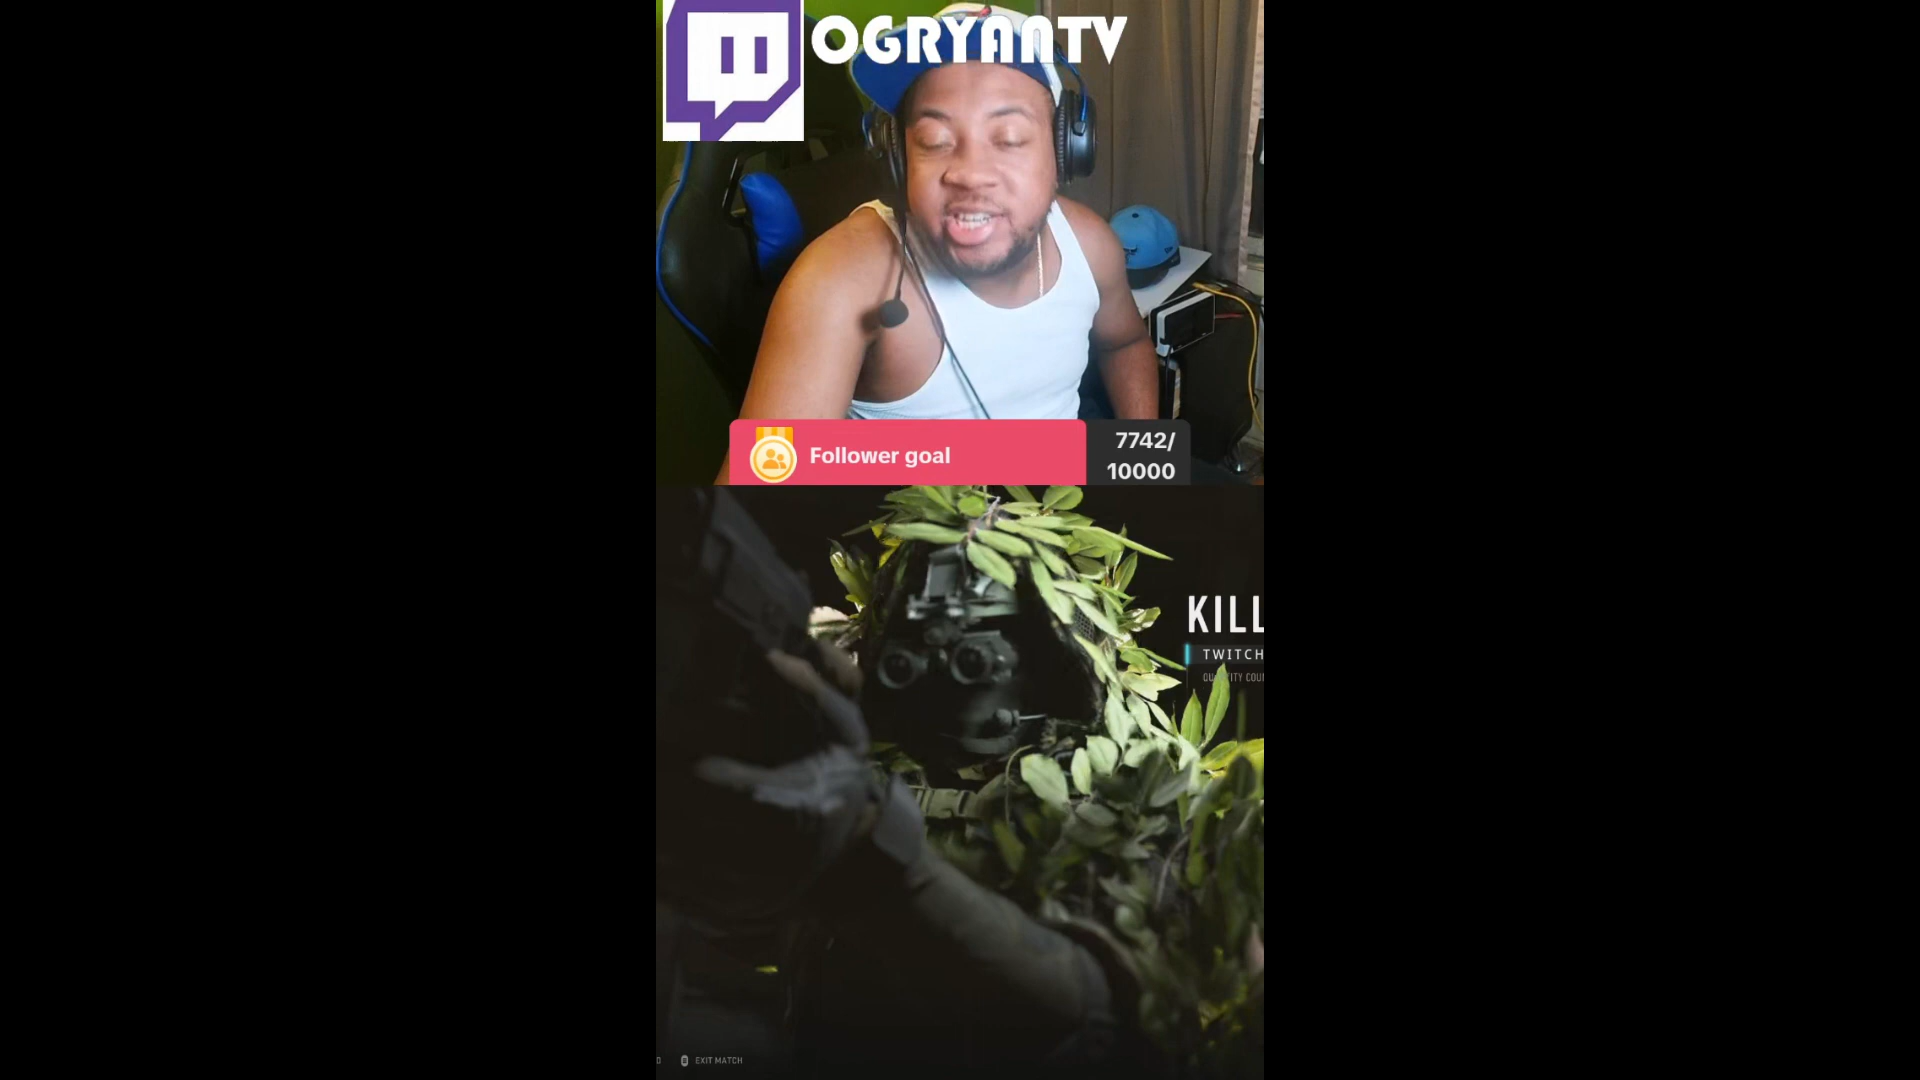 OGRYANTV
Follower goal
7742/
10000
KILL
TWITCH
EXIT MATCH